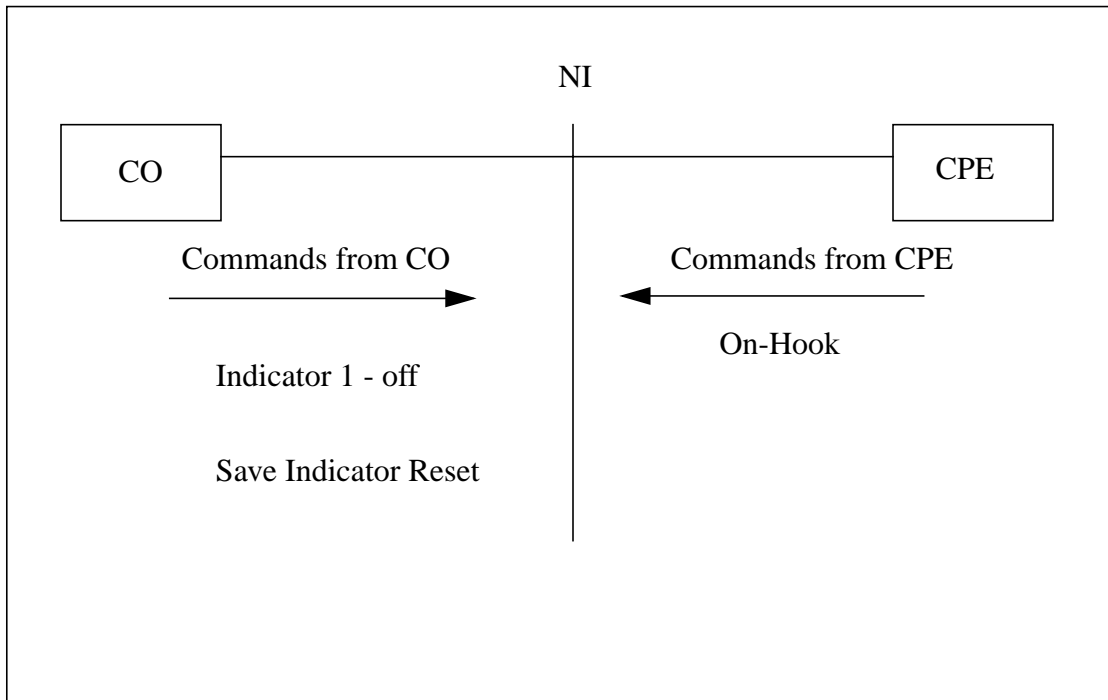 NI
CO
CPE
Commands from CO
Commands from CPE
On-Hook
Indicator 1 - off
Save Indicator Reset